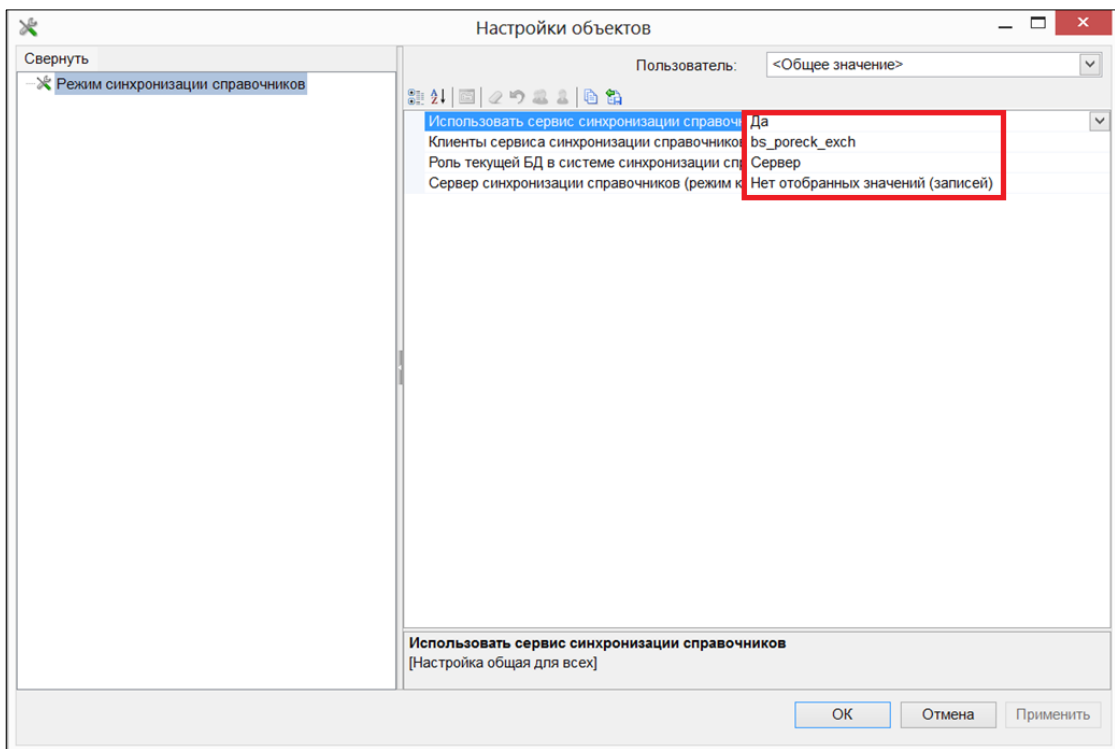 Настройки объектов
Свернуть
Режим синхронизации справочников
Пользователь: <Общее значение>
Использовать сервис синхронизации справочн Да
Клиенты сервиса синхронизации справочников bs_poreck_exch
Роль текущей БД в системе синхронизации спр Сервер
Сервер синхронизации справочников (режим к Нет отобранных значений (записей)
Использовать сервис синхронизации справочников
[Настройка общая для всех]
ОК Отмена Применить